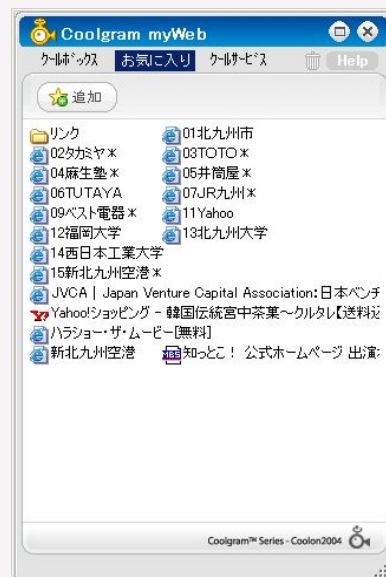 Coolgram myWeb
クールボックス お気に入り クールサービス Help
追加
リンク 01北九州市
02タカミヤ* 03TOTO*
04麻生塾* 05井筒屋*
06TUTAYA 07JR九州*
09ベスト電器* 11Yahoo
12福岡大学 13北九州大学
14西日本工業大学
15新北九州空港*
JVCA | Japan Venture Capital Association:日本ベンチ
Yahoo!ショッピング - 韓国伝統宮中茶菓~クルタレ【送料込
ハラショー・ザ・ムービー[無料]
新北九州空港 MBS知っとこ! 公式ホームページ 出演
Coolgram™ Series - Coolon2004